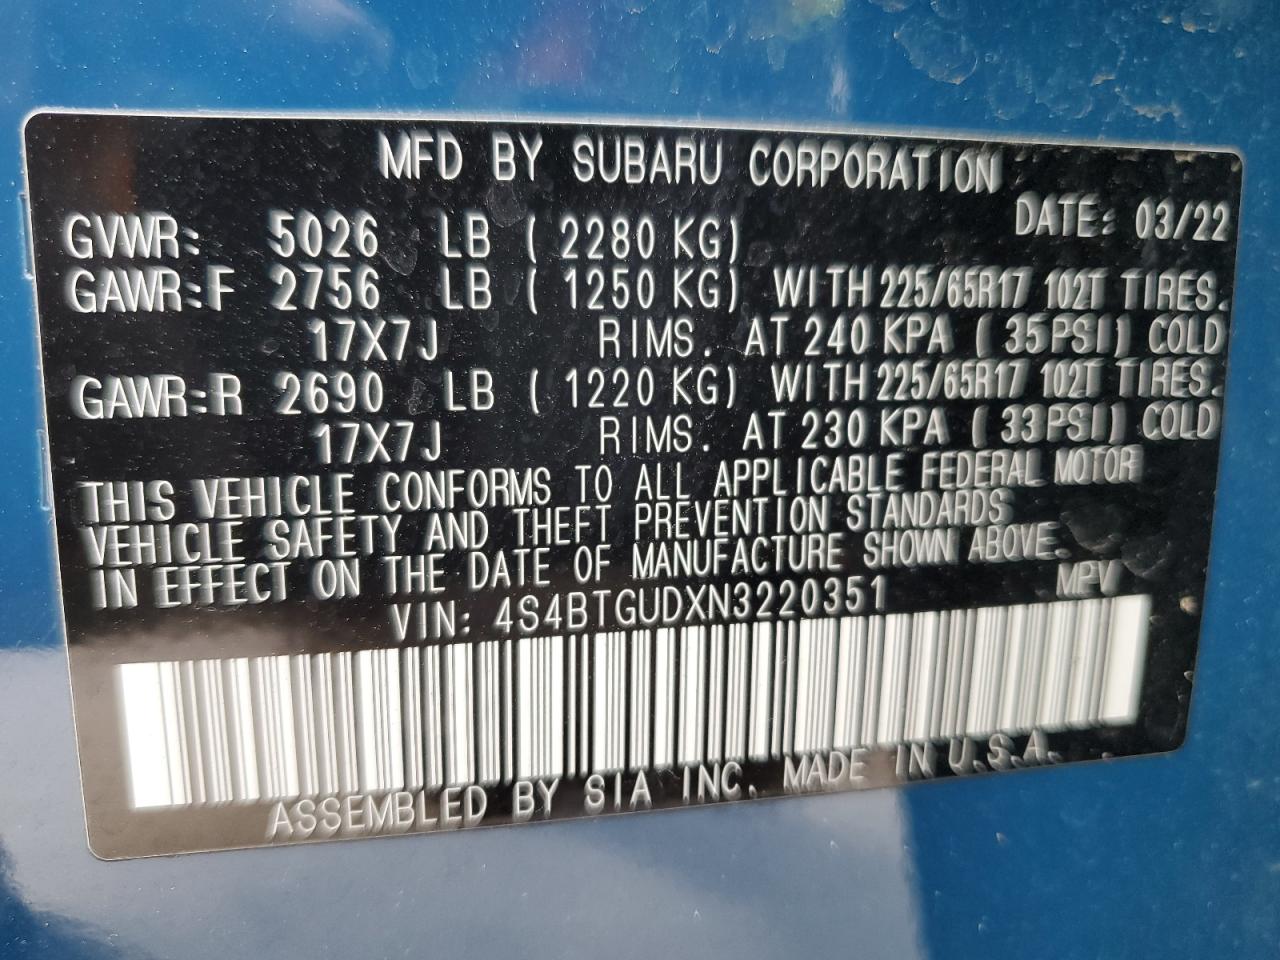 MFD BY SUBARU CORPORATION
DATE: 03/22
GVWR: 5026 LB ( 2280 KG)
GAWR:F 2756 LB ( 1250 KG) WITH 225/65R17 102T TIRES.
17X7J RIMS. AT 240 KPA ( 35PSI) COLD
GAWR:R 2690 LB ( 1220 KG) WITH 225/65R17 102T TIRES.
17X7J RIMS. AT 230 KPA ( 33PSI) COLD
THIS VEHICLE CONFORMS TO ALL APPLICABLE FEDERAL MOTOR
VEHICLE SAFETY AND THEFT PREVENTION STANDARDS
IN EFFECT ON THE DATE OF MANUFACTURE SHOWN ABOVE.
VIN: 4S4BTGUDXN3220351 MPV
ASSEMBLED BY SIA INC. MADE IN U.S.A.